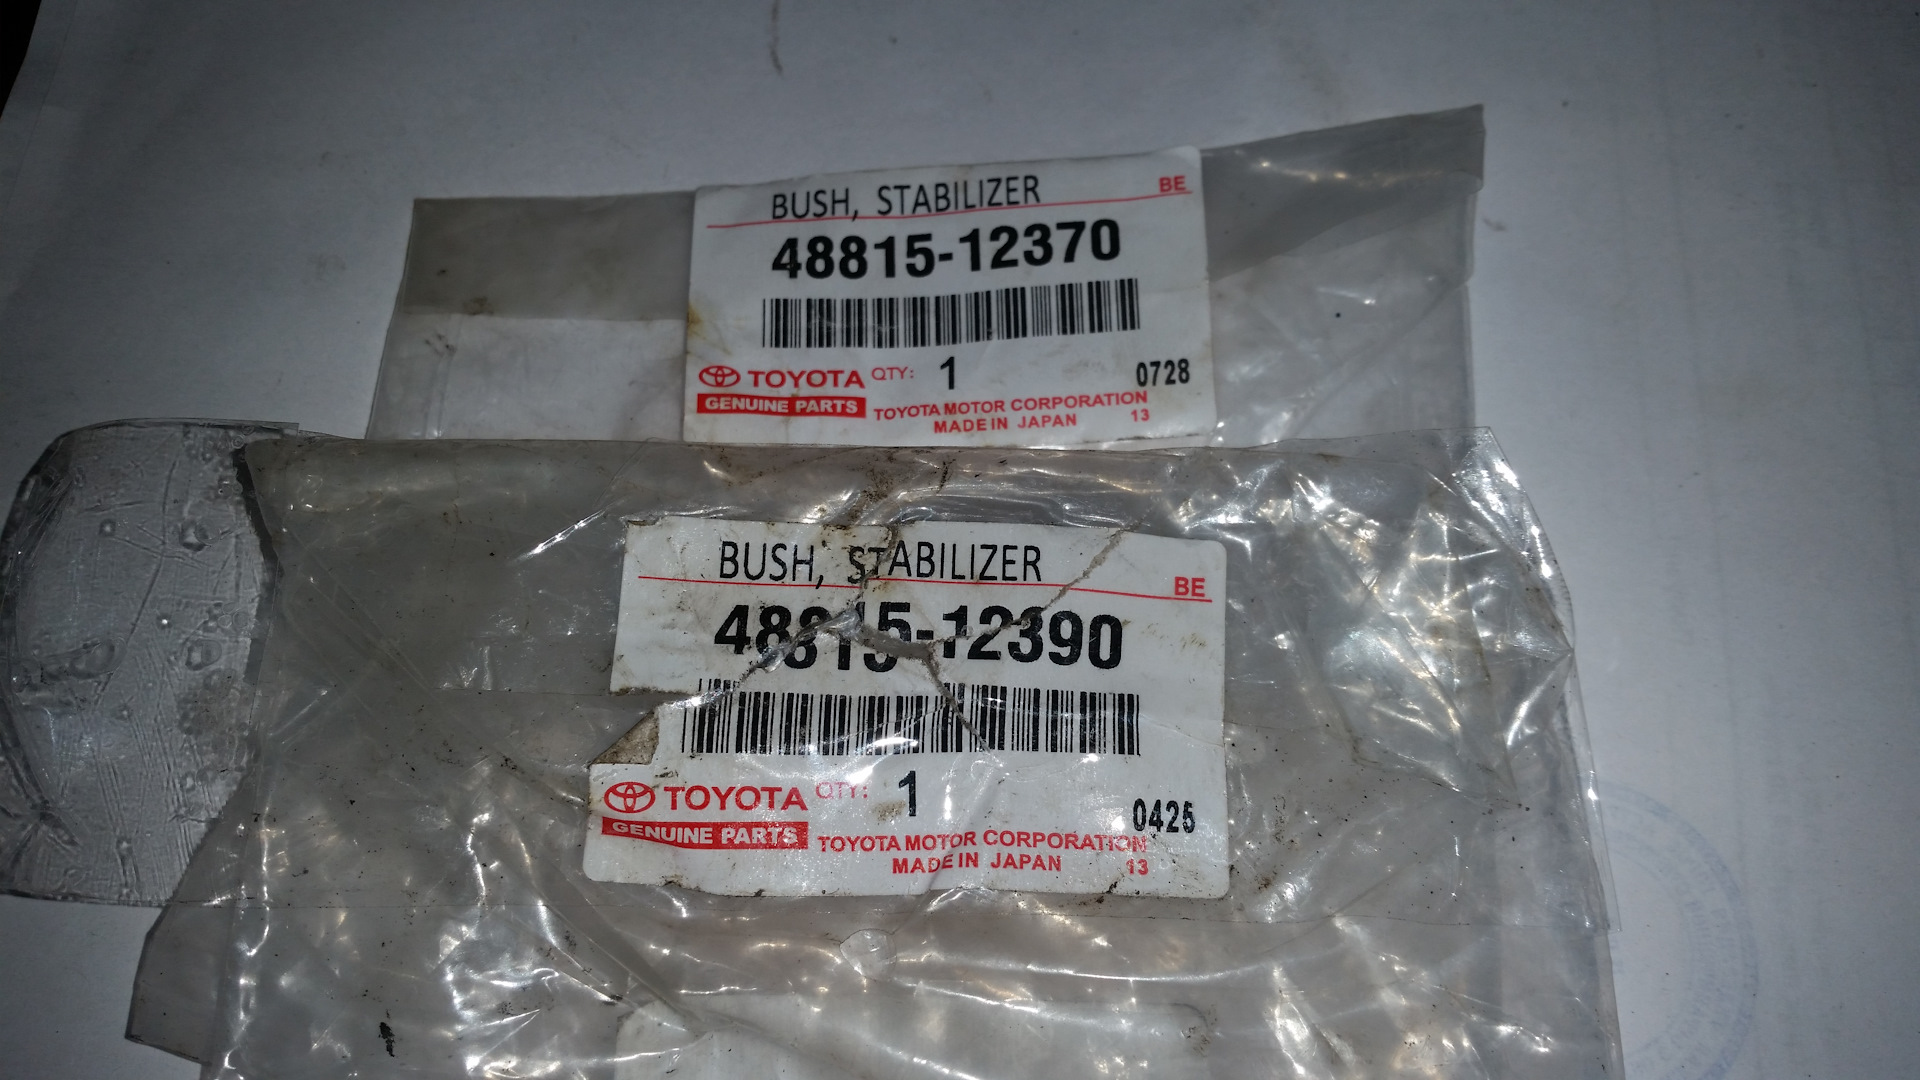 BUSH, STABILIZER
BE
48815-12370
TOYOTA QTY: 1 0728
GENUINE PARTS TOYOTA MOTOR CORPORATION
MADE IN JAPAN 13
BUSH, STABILIZER
BE
48815-12390
TOYOTA QTY: 1 0425
GENUINE PARTS TOYOTA MOTOR CORPORATION
MADE IN JAPAN 13